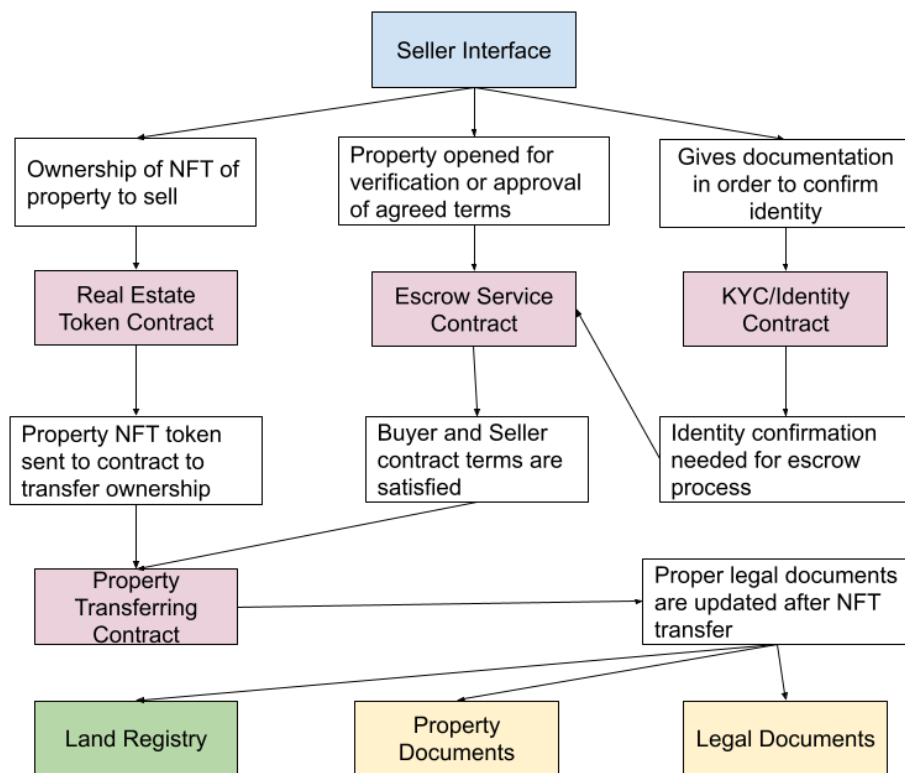 Seller Interface
Ownership of NFT of
property to sell
Property opened for
verification or approval
of agreed terms
Gives documentation
in order to confirm
identity
Real Estate
Token Contract
Escrow Service
Contract
KYC/Identity
Contract
Property NFT token
sent to contract to
transfer ownership
Buyer and Seller
contract terms are
satisfied
Identity confirmation
needed for escrow
process
Property
Transferring
Contract
Proper legal documents
are updated after NFT
transfer
Land Registry
Property
Documents
Legal Documents